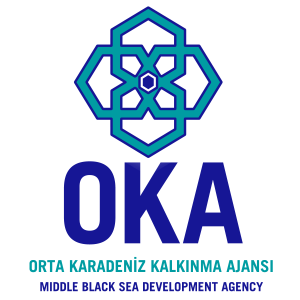 OKA
ORTA KARADENİZ KALKINMA AJANSI
MIDDLE BLACK SEA DEVELOPMENT AGENCY